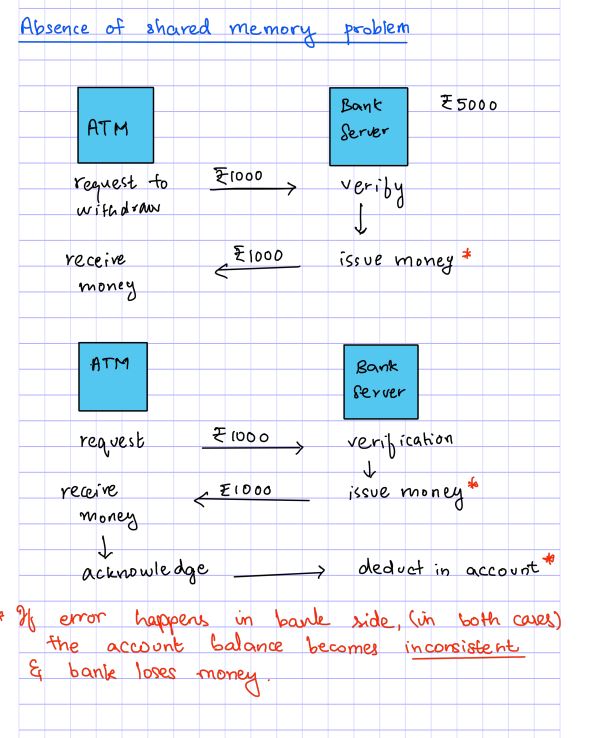 Absence of shared memory problem
ATM
Bank
Server
₹5000
request to
withdraw
₹1000
verify
receive
money
₹1000
issue money *
ATM
Bank
Server
request
₹1000
verification
receive
money
₹1000
issue money *
acknowledge
deduct in account *
* If error happens in bank side, (in both cases)
the account balance becomes inconsistent
& bank loses money.